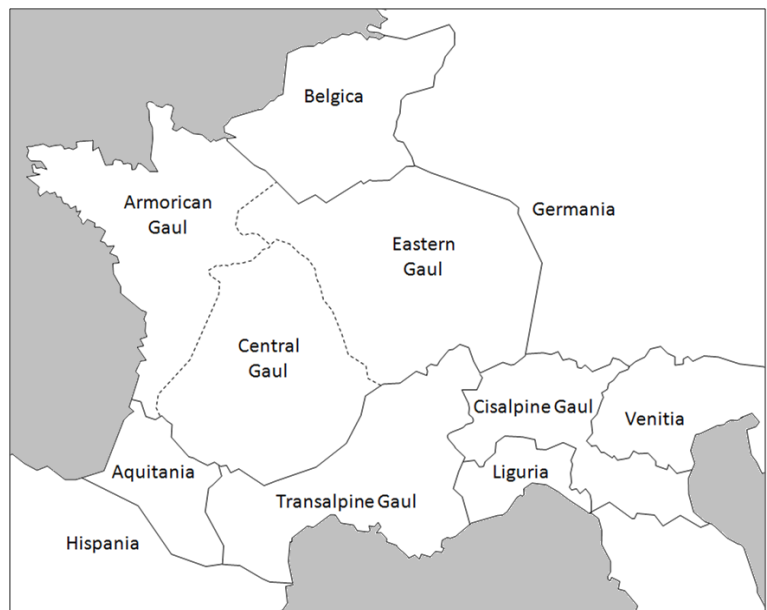 Belgica
Armorican
Gaul
Germania
Eastern
Gaul
Central
Gaul
Cisalpine Gaul
Venitia
Aquitania
Liguria
Transalpine Gaul
Hispania